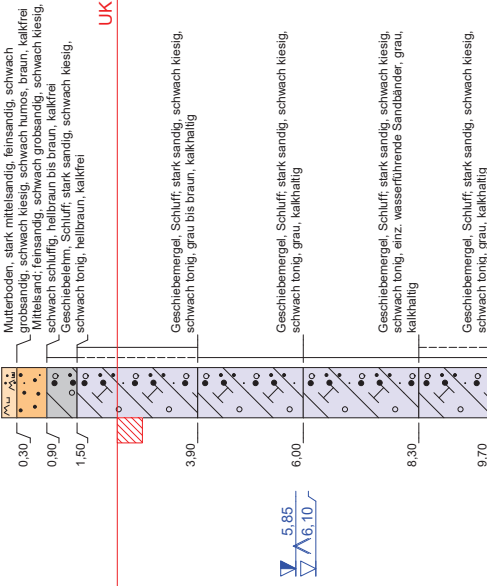 UK
Mutterboden, stark mittelsandig, feinsandig, schwach
grobsandig, schwach kiesig, schwach humos, braun, kalkfrei
Mittelsand; feinsandig, schwach grobsandig, schwach kiesig,
schwach schluffig, hellbraun bis braun, kalkfrei
Geschiebelehm, Schluff; stark sandig, schwach kiesig,
schwach tonig, hellbraun, kalkfrei
Geschiebemergel, Schluff; stark sandig, schwach kiesig,
schwach tonig, grau bis braun, kalkhaltig
Geschiebemergel, Schluff; stark sandig, schwach kiesig,
schwach tonig, grau, kalkhaltig
Geschiebemergel, Schluff; stark sandig, schwach kiesig,
schwach tonig, einz. wasserführende Sandbänder, grau,
kalkhaltig
Geschiebemergel, Schluff; stark sandig, schwach kiesig,
schwach tonig, grau, kalkhaltig
0,30
0,90
1,50
3,90
6,00
8,30
9,70
5,85
6,10